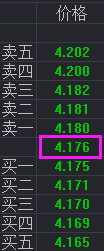 价格
卖五 4.202
卖四 4.200
卖三 4.182
卖二 4.181
卖一 4.180
4.176
买一 4.175
买二 4.171
买三 4.170
买四 4.169
买五 4.165